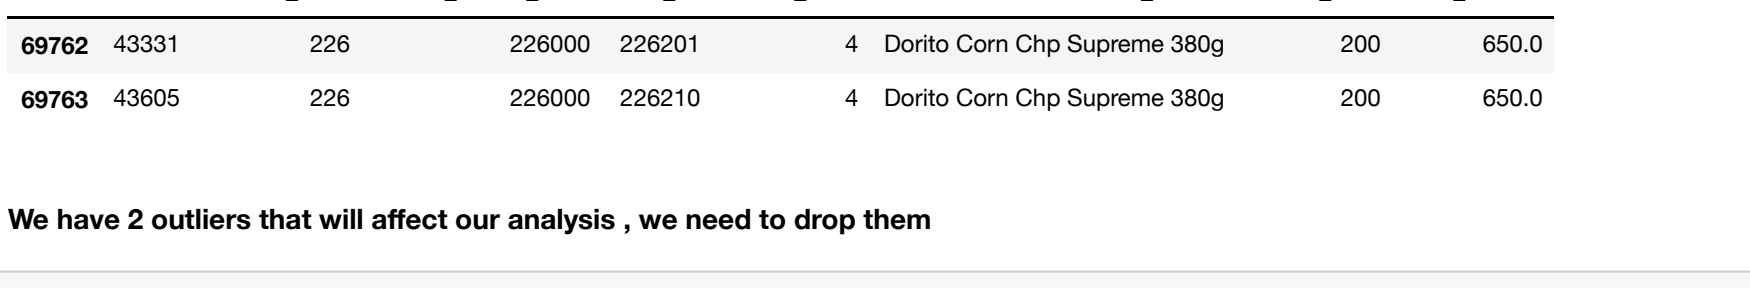 69762 43331 226 226000 226201 4 Dorito Corn Chp Supreme 380g 200 650.0
69763 43605 226 226000 226210 4 Dorito Corn Chp Supreme 380g 200 650.0
We have 2 outliers that will affect our analysis , we need to drop them